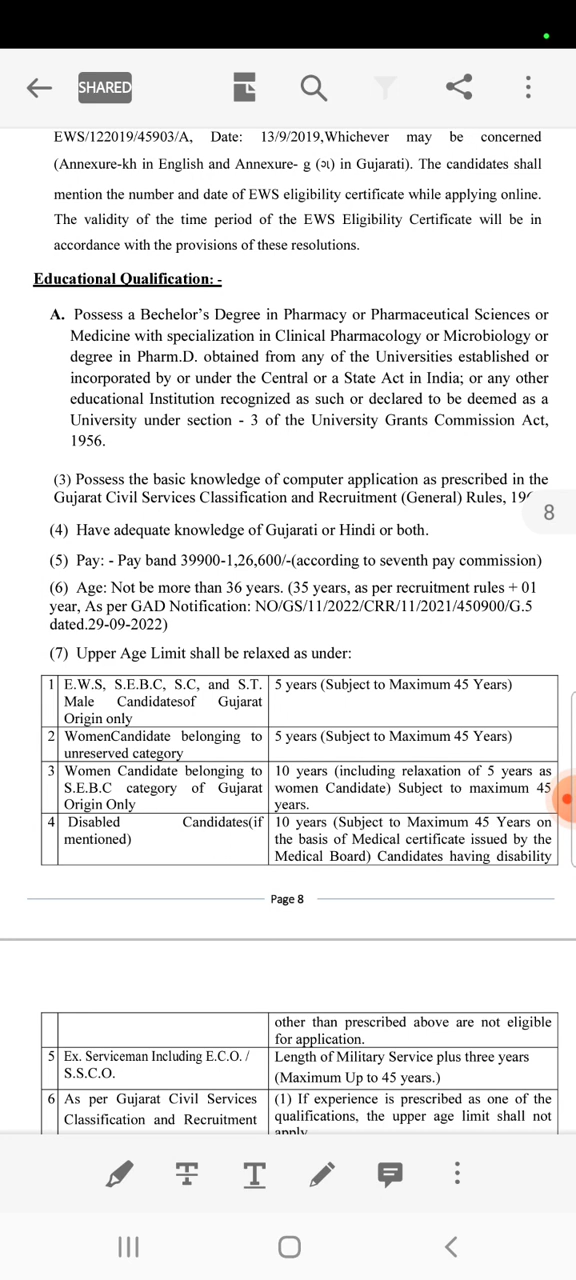 SHARED
EWS/122019/45903/A, Date: 13/9/2019,Whichever may be concerned
(Annexure-kh in English and Annexure- g (ગ) in Gujarati). The candidates shall
mention the number and date of EWS eligibility certificate while applying online.
The validity of the time period of the EWS Eligibility Certificate will be in
accordance with the provisions of these resolutions.
Educational Qualification: -
A. Possess a Bechelor’s Degree in Pharmacy or Pharmaceutical Sciences or
Medicine with specialization in Clinical Pharmacology or Microbiology or
degree in Pharm.D. obtained from any of the Universities established or
incorporated by or under the Central or a State Act in India; or any other
educational Institution recognized as such or declared to be deemed as a
University under section - 3 of the University Grants Commission Act,
1956.
(3) Possess the basic knowledge of computer application as prescribed in the
Gujarat Civil Services Classification and Recruitment (General) Rules,
8
(4) Have adequate knowledge of Gujarati or Hindi or both.
(5) Pay: - Pay band 39900-1,26,600/-(according to seventh pay commission)
(6) Age: Not be more than 36 years. (35 years, as per recruitment rules + 01
year, As per GAD Notification: NO/GS/11/2022/CRR/11/2021/450900/G.5
dated.29-09-2022)
(7) Upper Age Limit shall be relaxed as under:
1 E.W.S, S.E.B.C, S.C, and S.T. 5 years (Subject to Maximum 45 Years)
Male Candidatesof Gujarat
Origin only
2 WomenCandidate belonging to 5 years (Subject to Maximum 45 Years)
unreserved category
3 Women Candidate belonging to 10 years (including relaxation of 5 years as
S.E.B.C category of Gujarat women Candidate) Subject to maximum 45
Origin Only years.
4 Disabled Candidates(if 10 years (Subject to Maximum 45 Years on
mentioned) the basis of Medical certificate issued by the
Medical Board) Candidates having disability
Page 8
other than prescribed above are not eligible
for application.
5 Ex. Serviceman Including E.C.O. / Length of Military Service plus three years
S.S.C.O. (Maximum Up to 45 years.)
6 As per Gujarat Civil Services (1) If experience is prescribed as one of the
Classification and Recruitment qualifications, the upper age limit shall not
apply